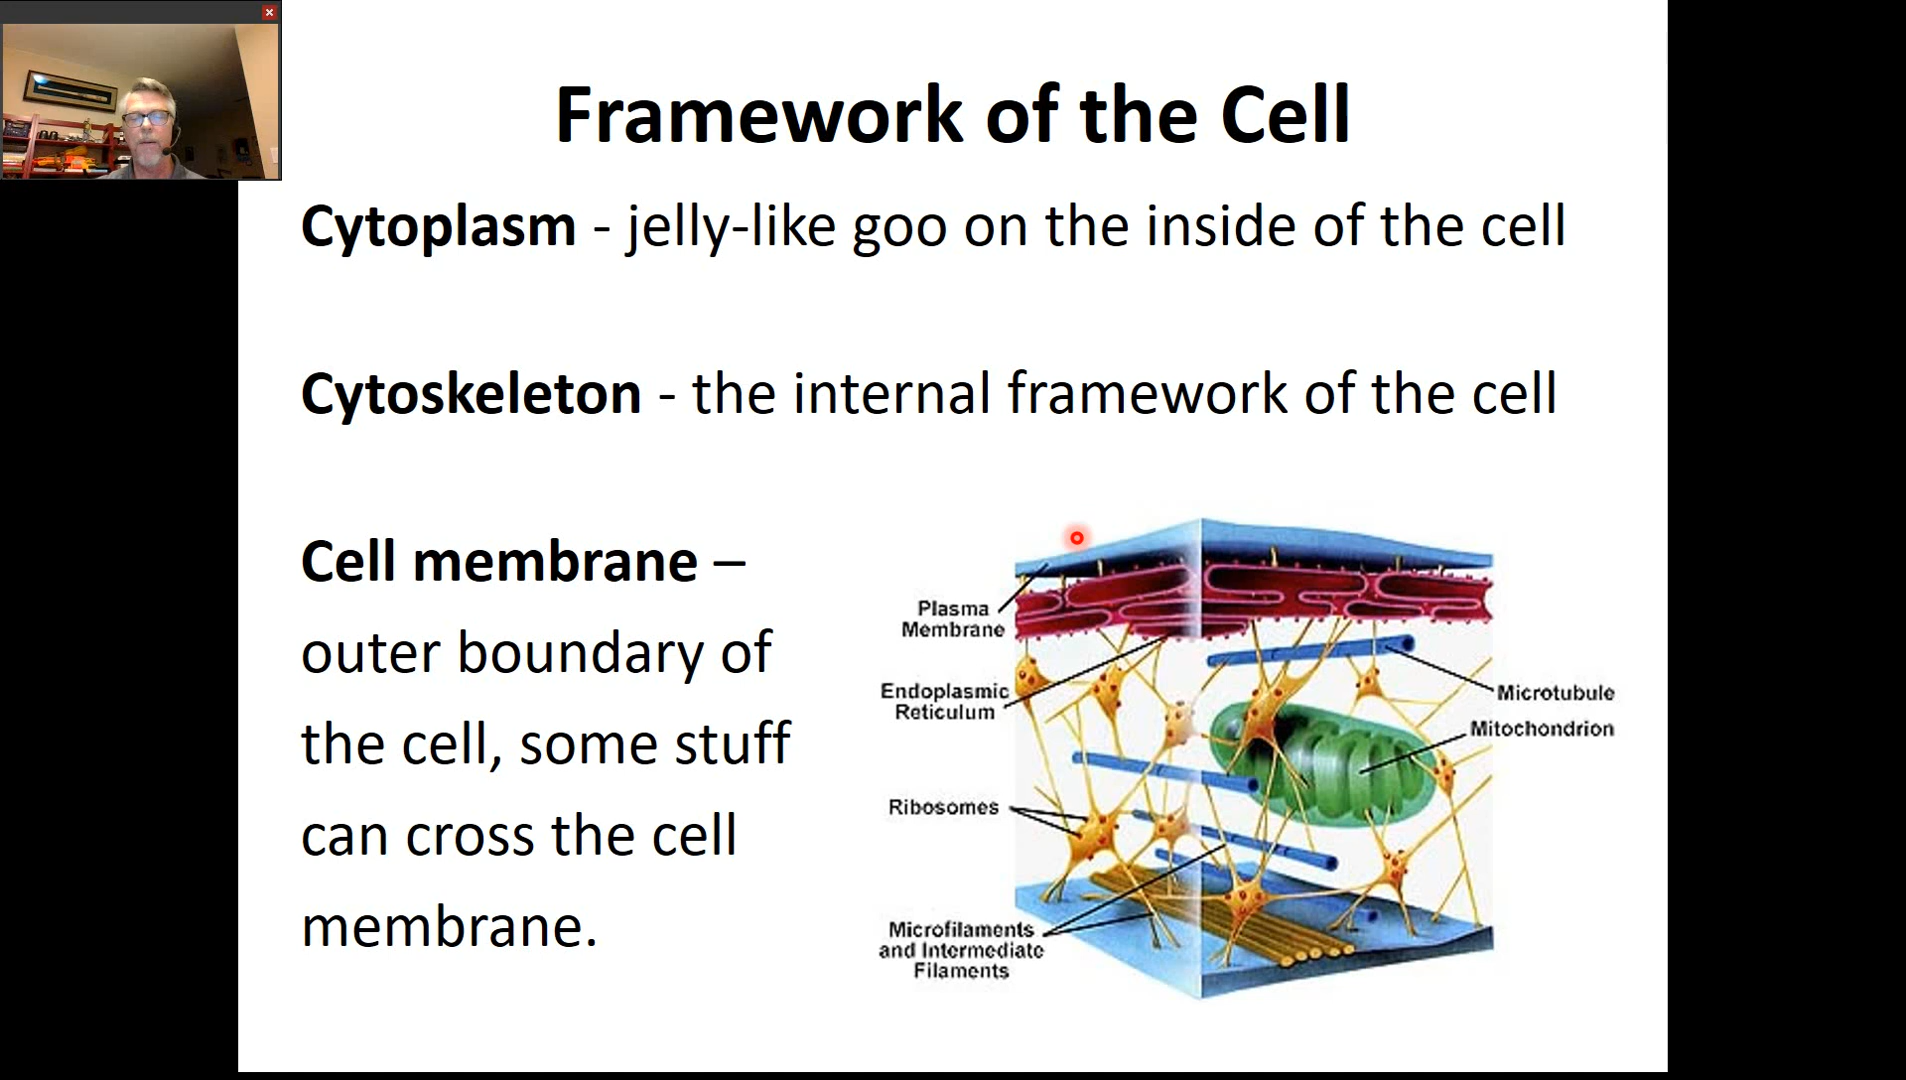 Framework of the Cell
Cytoplasm - jelly-like goo on the inside of the cell
Cytoskeleton - the internal framework of the cell
Cell membrane –
outer boundary of
the cell, some stuff
can cross the cell
membrane.
Plasma
Membrane
Endoplasmic
Reticulum
Ribosomes
Microfilaments
and Intermediate
Filaments
Microtubule
Mitochondrion